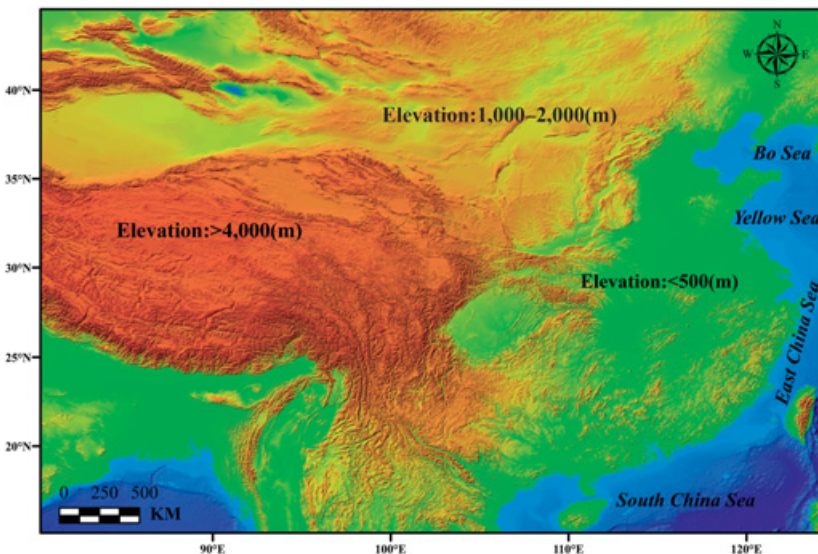 N
W E
S
40°N
Elevation:1,000–2,000(m)
Bo Sea
35°N
Yellow Sea
Elevation:>4,000(m)
30°N
Elevation:<500(m)
East China Sea
25°N
20°N
0 250 500
KM
South China Sea
90°E 100°E 110°E 120°E